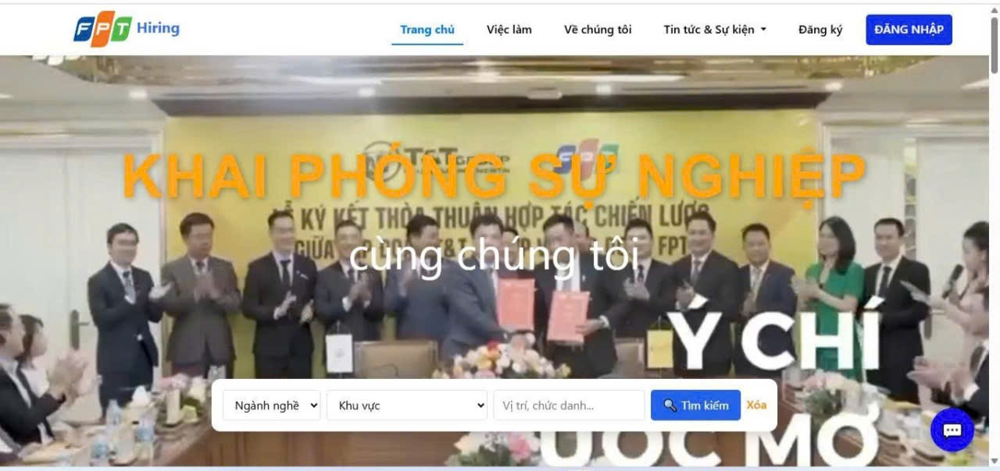 FPT Hiring
Trang chủ
Việc làm
Về chúng tôi
Tin tức & Sự kiện
Đăng ký
ĐĂNG NHẬP
T&T GROUP
FPT
KHAI PHÓNG SỰ NGHIỆP
KÝ KẾT THỎA THUẬN HỢP TÁC CHIẾN LƯỢC
GIỮA T&T FPT
cùng chúng tôi
Ý CHÍ
Ngành nghề
Khu vực
Vị trí, chức danh...
🔍 Tìm kiếm
Xóa
ƯỚC MƠ